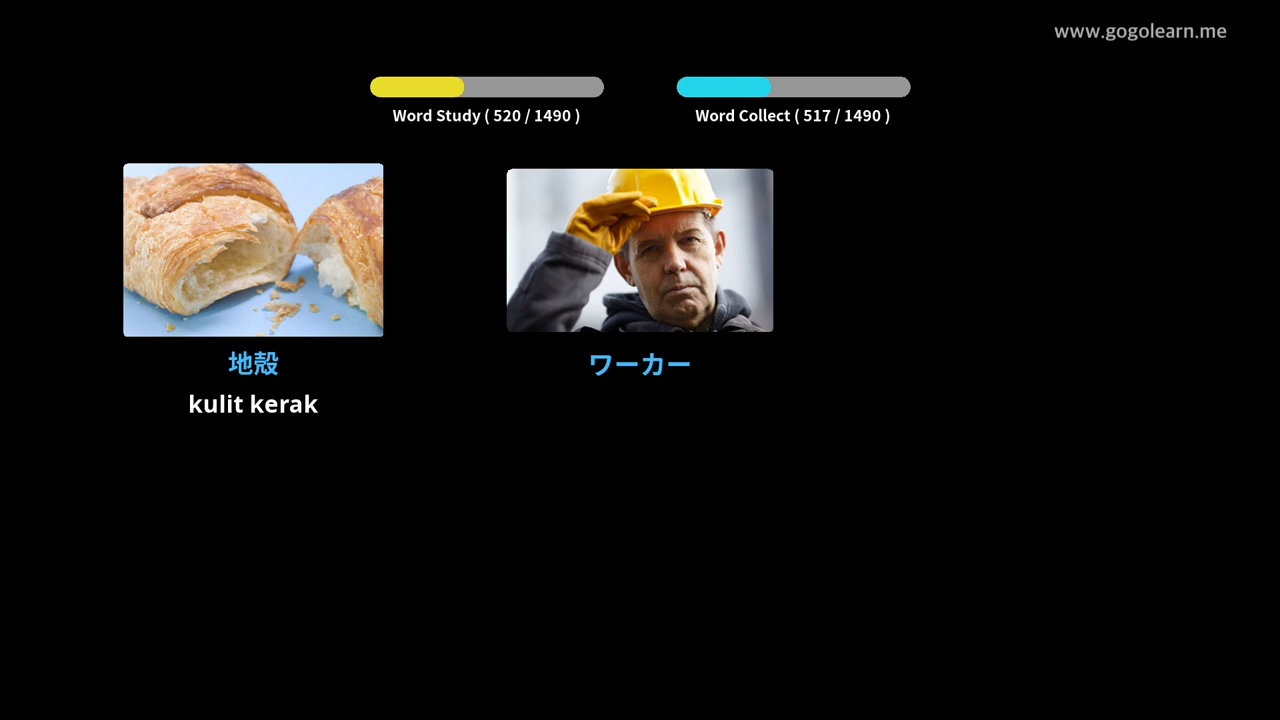 www.gogolearn.me
Word Study ( 520 / 1490 )
Word Collect ( 517 / 1490 )
地殻
kulit kerak
ワーカー